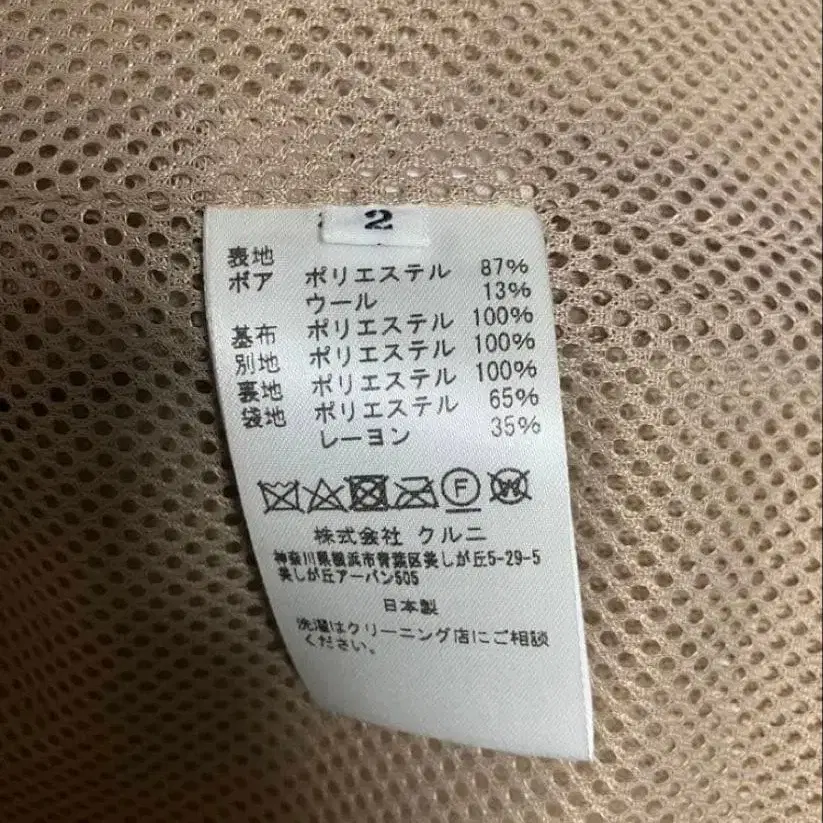 2
表地
ボア ポリエステル 87%
ウール 13%
基布 ポリエステル 100%
別地 ポリエステル 100%
裏地 ポリエステル 100%
袋地 ポリエステル 65%
レーヨン 35%
F W
株式会社 クルニ
神奈川県横浜市青葉区美しが丘5-29-5
美しが丘アーバン505
日本製
洗濯はクリーニング店にご相談
ください。